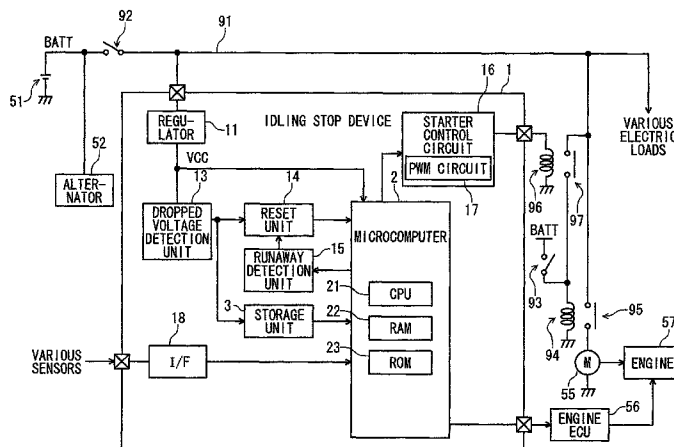 92
91
BATT
51
16
1
REGU-
LATOR
11
IDLING STOP DEVICE
STARTER
CONTROL
CIRCUIT
PWM CIRCUIT
17
VARIOUS
ELECTRIC
LOADS
52
ALTER-
NATOR
VCC
13
14
2
96
97
DROPPED
VOLTAGE
DETECTION
UNIT
RESET
UNIT
15
RUNAWAY
DETECTION
UNIT
MICROCOMPUTER
BATT
93
21
CPU
3
STORAGE
UNIT
22
RAM
94
95
18
23
ROM
57
VARIOUS
SENSORS
I/F
M
55
ENGINE
56
ENGINE
ECU